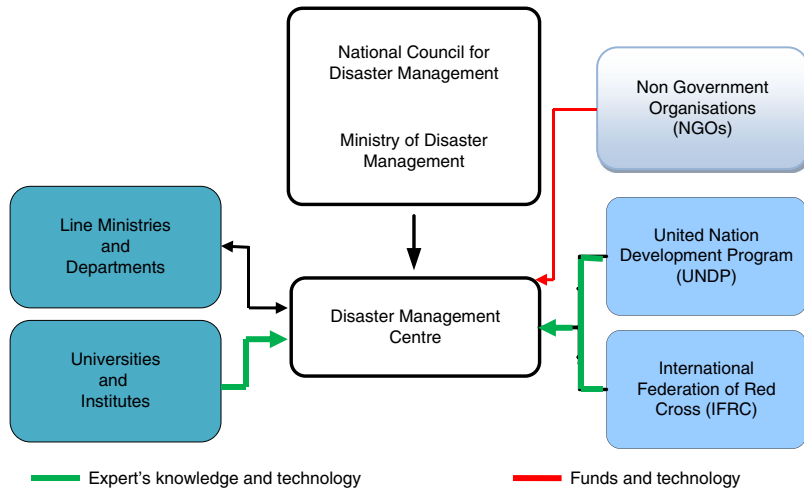 National Council for
Disaster Management
Ministry of Disaster
Management
Non Government
Organisations
(NGOs)
Line Ministries
and
Departments
United Nation
Development Program
(UNDP)
Disaster Management
Centre
Universities
and
Institutes
International
Federation of Red
Cross (IFRC)
Expert’s knowledge and technology
Funds and technology